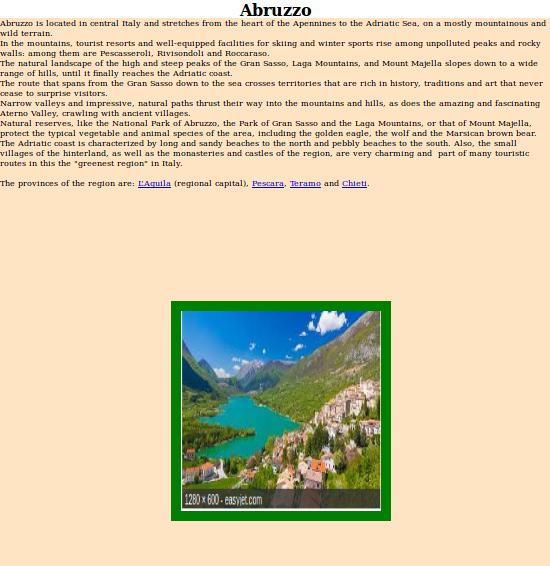 Abruzzo
Abruzzo is located in central Italy and stretches from the heart of the Apennines to the Adriatic Sea, on a mostly mountainous and
wild terrain.
In the mountains, tourist resorts and well-equipped facilities for skiing and winter sports rise among unpolluted peaks and rocky
walls: among them are Pescasseroli, Rivisondoli and Roccaraso.
The natural landscape of the high and steep peaks of the Gran Sasso, Laga Mountains, and Mount Majella slopes down to a wide
range of hills, until it finally reaches the Adriatic coast.
The route that spans from the Gran Sasso down to the sea crosses territories that are rich in history, traditions and art that never
cease to surprise visitors.
Narrow valleys and impressive, natural paths thrust their way into the mountains and hills, as does the amazing and fascinating
Aterno Valley, crawling with ancient villages.
Natural reserves, like the National Park of Abruzzo, the Park of Gran Sasso and the Laga Mountains, or that of Mount Majella,
protect the typical vegetable and animal species of the area, including the golden eagle, the wolf and the Marsican brown bear.
The Adriatic coast is characterized by long and sandy beaches to the north and pebbly beaches to the south. Also, the small
villages of the hinterland, as well as the monasteries and castles of the region, are very charming and  part of many touristic
routes in this the "greenest region" in Italy.
The provinces of the region are: L'Aquila (regional capital), Pescara, Teramo and Chieti.
1280 × 600 - easyjet.com